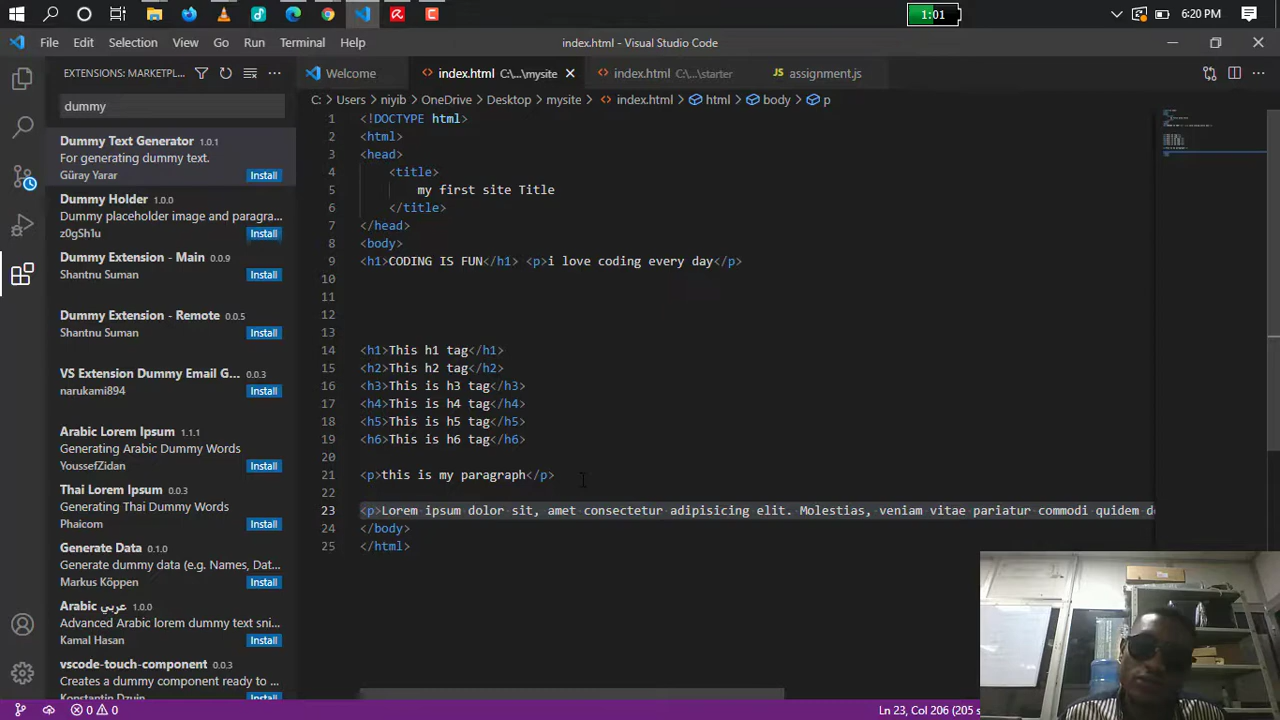 1:01
6:20 PM
File Edit Selection View Go Run Terminal Help
index.html - Visual Studio Code
EXTENSIONS: MARKETPL...
Welcome
index.html C:\...\mysite
index.html C:\...\starter
JS assignment.js
dummy
C: > Users > niyib > OneDrive > Desktop > mysite > index.html > html > body > p
Dummy Text Generator 1.0.1
For generating dummy text.
Güray Yarar Install
Dummy Holder 1.0.0
Dummy placeholder image and paragra...
z0gSh1u Install
Dummy Extension - Main 0.0.9
Shantnu Suman Install
Dummy Extension - Remote 0.0.5
Shantnu Suman Install
VS Extension Dummy Email G... 0.0.3
narukami894 Install
Arabic Lorem Ipsum 1.1.1
Generating Arabic Dummy Words
YoussefZidan Install
Thai Lorem Ipsum 0.0.3
Generating Thai Dummy Words
Phaicom Install
Generate Data 0.1.0
Generate dummy data (e.g. Names, Dat...
Markus Köppen Install
Arabic عربي 1.0.0
Advanced Arabic lorem dummy text sni...
Kamal Hasan Install
vscode-touch-component 0.0.3
Creates a dummy component ready to ...
Install
1 <!DOCTYPE html>
2 <html>
3 <head>
4 <title>
5 my first site Title
6 </title>
7 </head>
8 <body>
9 <h1>CODING IS FUN</h1> <p>i love coding every day</p>
10
11
12
13
14 <h1>This h1 tag</h1>
15 <h2>This h2 tag</h2>
16 <h3>This is h3 tag</h3>
17 <h4>This is h4 tag</h4>
18 <h5>This is h5 tag</h5>
19 <h6>This is h6 tag</h6>
20
21 <p>this is my paragraph</p>
22
23 <p>Lorem ipsum dolor sit, amet consectetur adipisicing elit. Molestias, veniam vitae pariatur commodi quidem
24 </body>
25 </html>
0 0
Ln 23, Col 206 (205 s